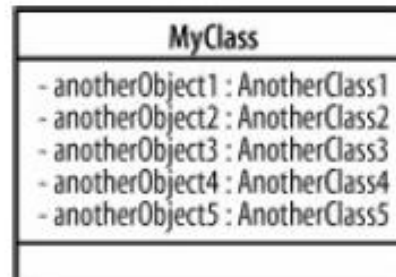 MyClass
- anotherObject1 : AnotherClass1
- anotherObject2 : AnotherClass2
- anotherObject3 : AnotherClass3
- anotherObject4 : AnotherClass4
- anotherObject5 : AnotherClass5